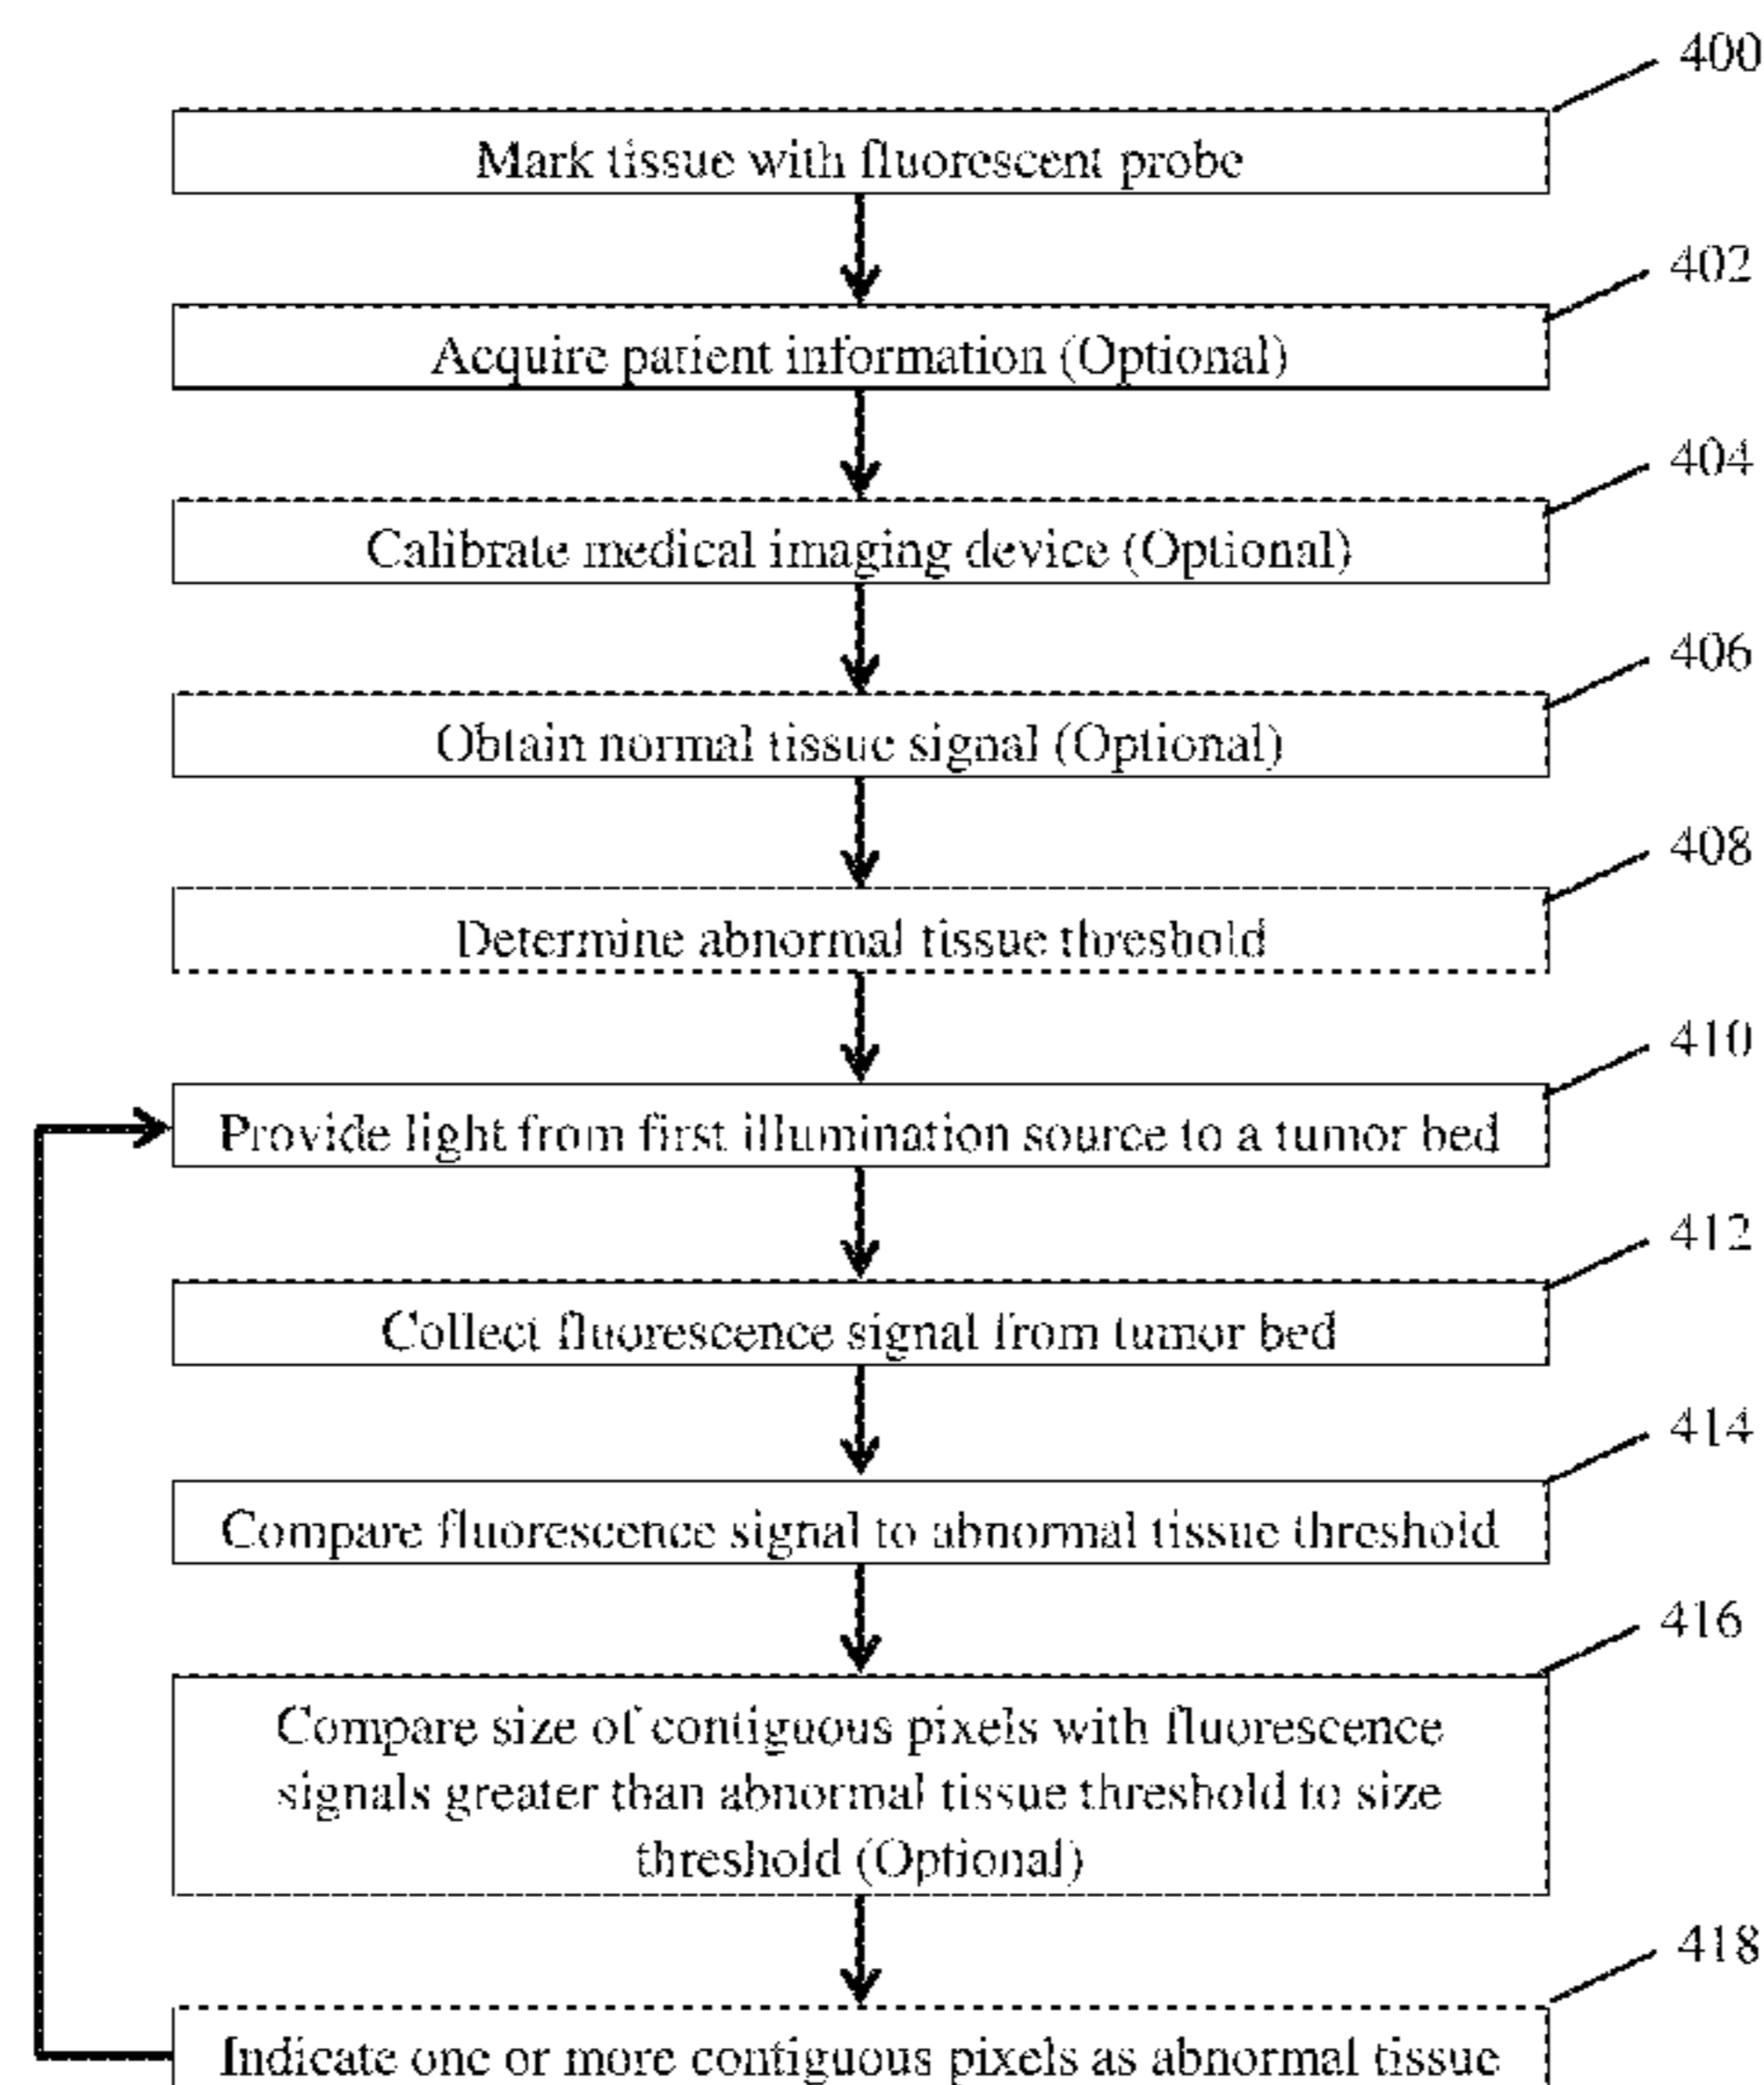 400
Mark tissue with fluorescent probe
402
Acquire patient information (Optional)
404
Calibrate medical imaging device (Optional)
406
Obtain normal tissue signal (Optional)
408
Determine abnormal tissue threshold
410
Provide light from first illumination source to a tumor bed
412
Collect fluorescence signal from tumor bed
414
Compare fluorescence signal to abnormal tissue threshold
416
Compare size of contiguous pixels with fluorescence
signals greater than abnormal tissue threshold to size
threshold (Optional)
418
Indicate one or more contiguous pixels as abnormal tissue